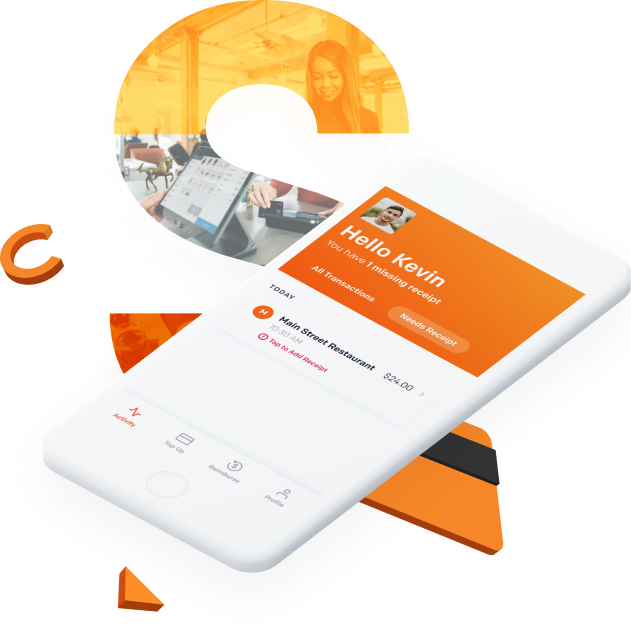 Hello Kevin
You have 1 missing receipt
All Transactions
Needs Receipt
TODAY
M
Main Street Restaurant
$24.00
10:30 AM
Tap to Add Receipt
Activity
Top Up
Reimburse
Profile